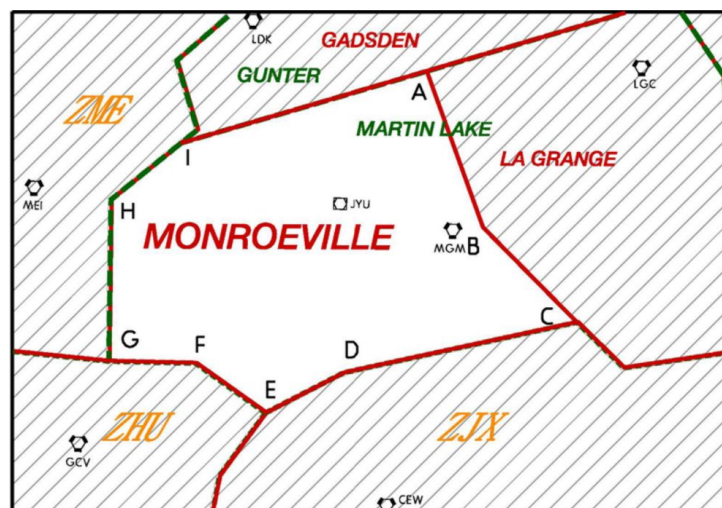 LDK
GADSDEN
GUNTER
LGC
A
ZME
MARTIN LAKE
I
LA GRANGE
MEI
H
JYU
MONROEVILLE
MGM
B
C
G
F
D
E
ZHU
ZJX
GCV
CEW